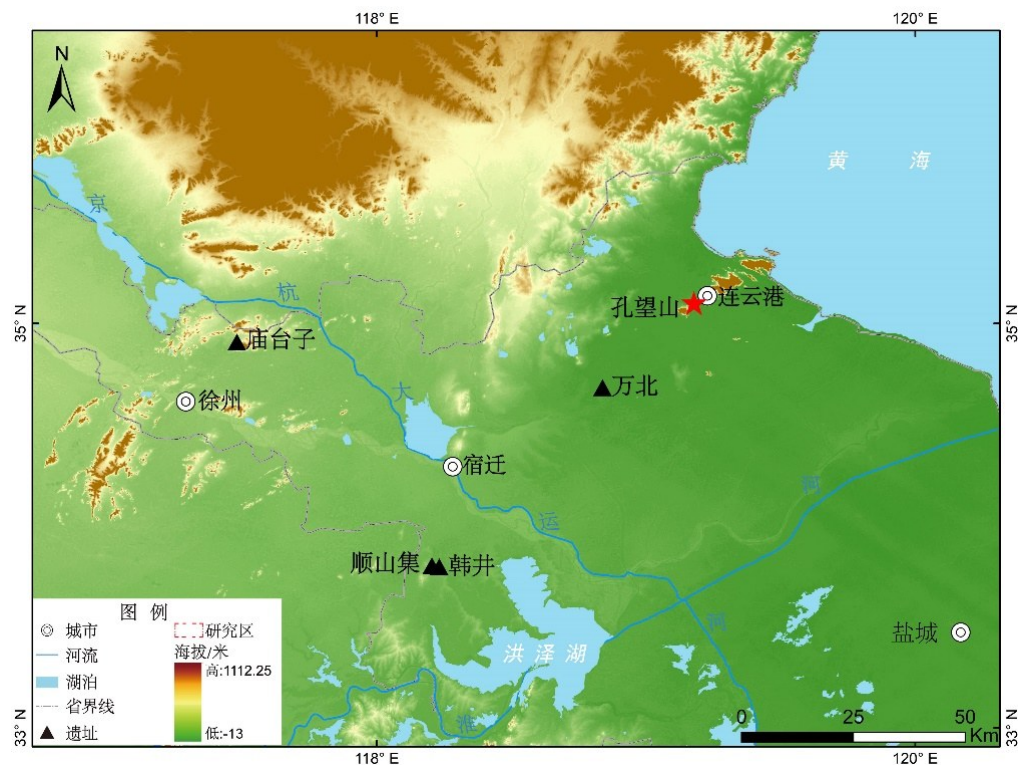 118° E
120° E
N
黄 海
京
杭
连云港
孔望山
35° N
35° N
庙台子
大
万北
徐州
宿迁
河
运
顺山集
韩井
图 例
城市
研究区
河流
海拔/米
高:1112.25
湖泊
省界线
遗址
低:-13
河
盐城
洪 泽 湖
淮
0
25
50
Km
33° N
33° N
118° E
120° E